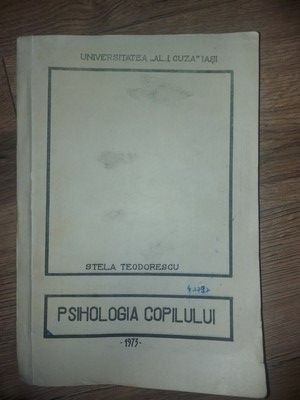 UNIVERSITATEA „AL.I.CUZA" IAŞI
STELA TEODORESCU
PSIHOLOGIA COPILULUI
-1973-